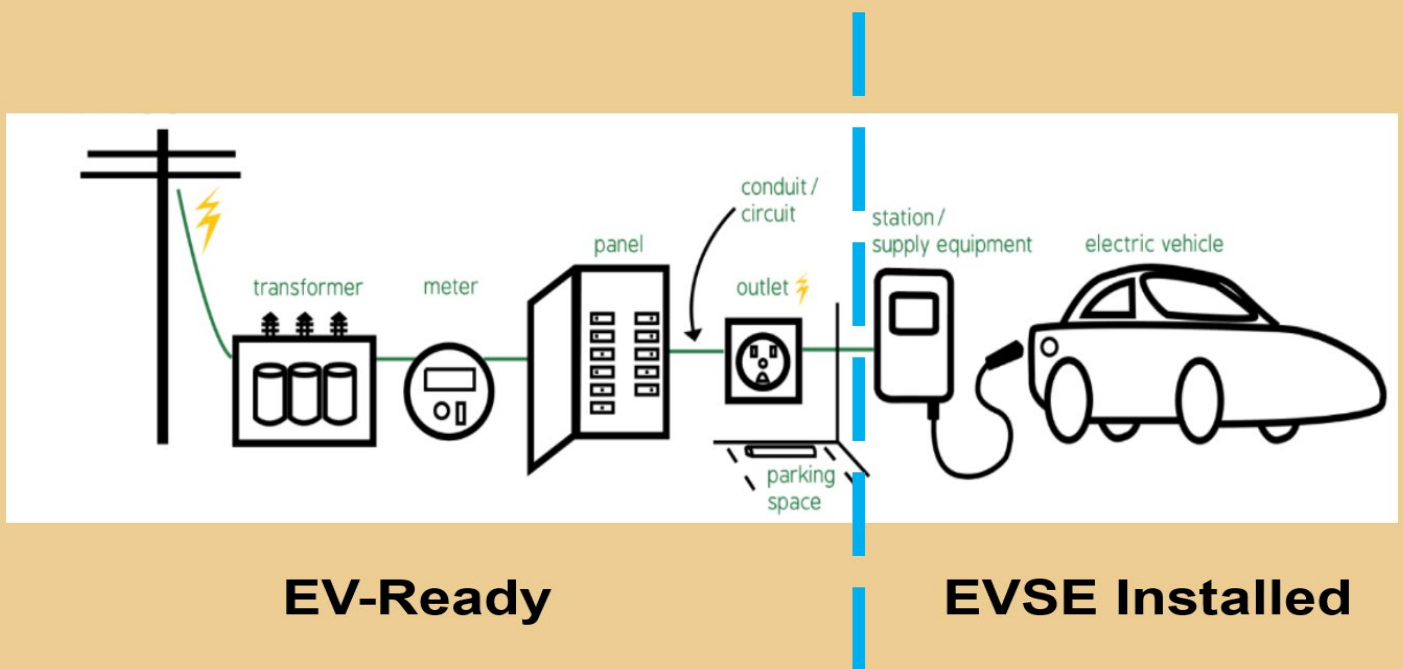 conduit /
circuit
station /
supply equipment
electric vehicle
panel
transformer
meter
outlet
parking
space
EV-Ready
EVSE Installed